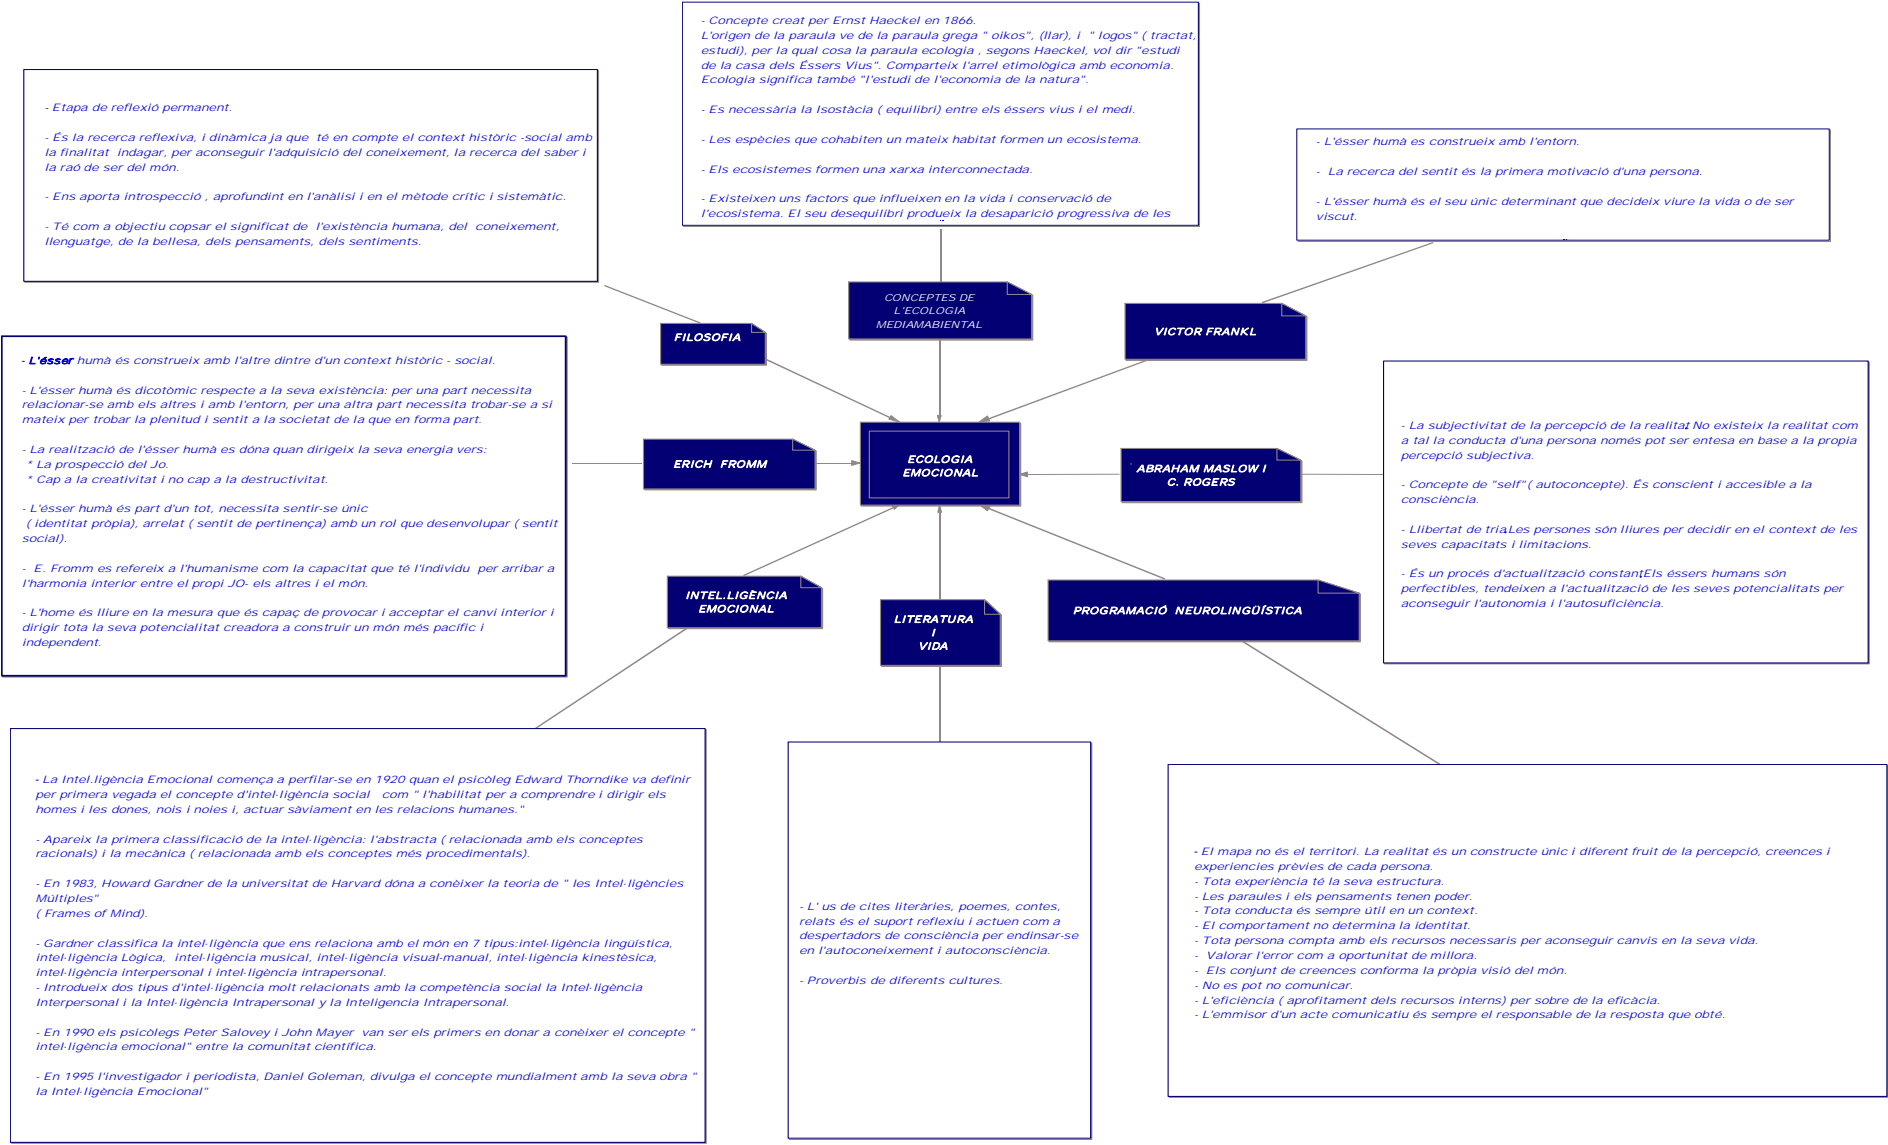 - Concepte creat per Ernst Haeckel en 1866.
L'origen de la paraula ve de la paraula grega " oikos", (llar), i  " logos" ( tractat,
estudi), per la qual cosa la paraula ecologia , segons Haeckel, vol dir "estudi
de la casa dels Éssers Vius". Comparteix l'arrel etimològica amb economia.
Ecologia significa també "l'estudi de l'economia de la natura".
- Es necessària la Isostàcia ( equilibri) entre els éssers vius i el medi.
- Les espècies que cohabiten un mateix habitat formen un ecosistema.
- Els ecosistemes formen una xarxa interconnectada.
- Existeixen uns factors que influeixen en la vida i conservació de
l'ecosistema. El seu desequilibri produeix la desaparició progressiva de les
- Etapa de reflexió permanent.
- És la recerca reflexiva, i dinàmica ja que  té en compte el context històric -social amb
la finalitat  indagar, per aconseguir l'adquisició del coneixement, la recerca del saber i
la raó de ser del món.
- Ens aporta introspecció , aprofundint en l'anàlisi i en el mètode crític i sistemàtic.
- Té com a objectiu copsar el significat de  l'existència humana, del  coneixement,
llenguatge, de la bellesa, dels pensaments, dels sentiments.
- L'ésser humà es construeix amb l'entorn.
-  La recerca del sentit és la primera motivació d'una persona.
- L'ésser humà és el seu únic determinant que decideix viure la vida o de ser
viscut.
CONCEPTES DE
L'ECOLOGIA
MEDIAMABIENTAL
FILOSOFIA
VICTOR FRANKL
- L'ésser humà és construeix amb l'altre dintre d'un context històric - social.
- L'ésser humà és dicotòmic respecte a la seva existència: per una part necessita
relacionar-se amb els altres i amb l'entorn, per una altra part necessita trobar-se a si
mateix per trobar la plenitud i sentit a la societat de la que en forma part.
- La realització de l'ésser humà es dóna quan dirigeix la seva energia vers:
* La prospecció del Jo.
* Cap a la creativitat i no cap a la destructivitat.
- L'ésser humà és part d'un tot, necessita sentir-se únic
( identitat pròpia), arrelat ( sentit de pertinença) amb un rol que desenvolupar ( sentit
social).
-  E. Fromm es refereix a l'humanisme com la capacitat que té l'individu  per arribar a
l'harmonia interior entre el propi JO- els altres i el món.
- L'home és lliure en la mesura que és capaç de provocar i acceptar el canvi interior i
dirigir tota la seva potencialitat creadora a construir un món més pacífic i
independent.
ERICH  FROMM
ECOLOGIA
EMOCIONAL
ABRAHAM MASLOW I
C. ROGERS
- La subjectivitat de la percepció de la realitat. No existeix la realitat com
a tal la conducta d'una persona només pot ser entesa en base a la propia
percepció subjectiva.
- Concepte de "self" ( autoconcepte). És conscient i accesible a la
consciència.
- Llibertat de tria.Les persones són lliures per decidir en el context de les
seves capacitats i limitacions.
- És un procés d'actualització constant.Els éssers humans són
perfectibles, tendeixen a l'actualització de les seves potencialitats per
aconseguir l'autonomia i l'autosuficiència.
INTEL.LIGÈNCIA
EMOCIONAL
LITERATURA
I
VIDA
PROGRAMACIÓ  NEUROLINGÜÍSTICA
- La Intel.ligència Emocional comença a perfilar-se en 1920 quan el psicòleg Edward Thorndike va definir
per primera vegada el concepte d'intel·ligència social   com " l'habilitat per a comprendre i dirigir els
homes i les dones, nois i noies i, actuar sàviament en les relacions humanes."
- Apareix la primera classificació de la intel·ligència: l'abstracta ( relacionada amb els conceptes
racionals) i la mecànica ( relacionada amb els conceptes més procedimentals).
- En 1983, Howard Gardner de la universitat de Harvard dóna a conèixer la teoria de " les Intel·ligències
Múltiples"
( Frames of Mind).
- Gardner classifica la intel·ligència que ens relaciona amb el món en 7 tipus:intel·ligència lingüística,
intel·ligència Lògica,  intel·ligència musical, intel·ligència visual-manual, intel·ligència kinestèsica,
intel·ligència interpersonal i intel·ligència intrapersonal.
- Introdueix dos tipus d'intel·ligència molt relacionats amb la competència social la Intel·ligència
Interpersonal i la Intel·ligència Intrapersonal y la Inteligencia Intrapersonal.
- En 1990 els psicòlegs Peter Salovey i John Mayer  van ser els primers en donar a conèixer el concepte "
intel·ligència emocional" entre la comunitat científica.
- En 1995 l'investigador i periodista, Daniel Goleman, divulga el concepte mundialment amb la seva obra "
la Intel·ligència Emocional"
- L' us de cites literàries, poemes, contes,
relats és el suport reflexiu i actuen com a
despertadors de consciència per endinsar-se
en l'autoconeixement i autoconsciència.
- Proverbis de diferents cultures.
- El mapa no és el territori. La realitat és un constructe únic i diferent fruit de la percepció, creences i
experiencies prèvies de cada persona.
- Tota experiència té la seva estructura.
- Les paraules i els pensaments tenen poder.
- Tota conducta és sempre útil en un context.
- El comportament no determina la identitat.
- Tota persona compta amb els recursos necessaris per aconseguir canvis en la seva vida.
-  Valorar l'error com a oportunitat de millora.
-  Els conjunt de creences conforma la pròpia visió del món.
- No es pot no comunicar.
- L'eficiència ( aprofitament dels recursos interns) per sobre de la eficàcia.
- L'emmisor d'un acte comunicatiu és sempre el responsable de la resposta que obté.